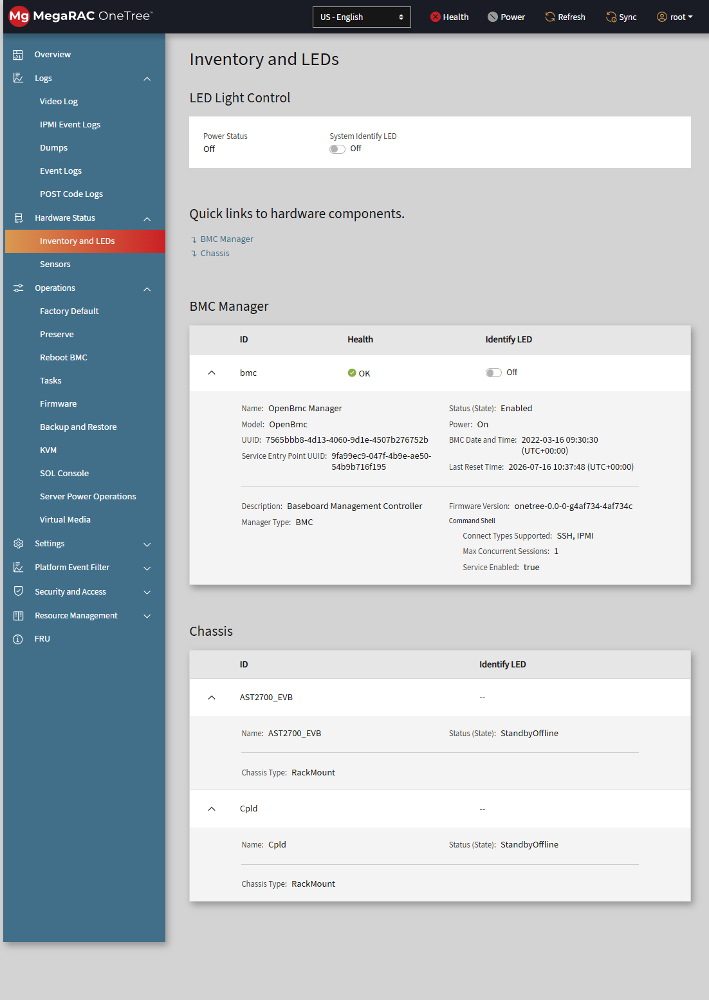 Mg MegaRAC OneTree™
US - English
Health
Power
Refresh
Sync
root
Overview
Logs
Video Log
IPMI Event Logs
Dumps
Event Logs
POST Code Logs
Hardware Status
Inventory and LEDs
Sensors
Operations
Factory Default
Preserve
Reboot BMC
Tasks
Firmware
Backup and Restore
KVM
SOL Console
Server Power Operations
Virtual Media
Settings
Platform Event Filter
Security and Access
Resource Management
FRU
Inventory and LEDs
LED Light Control
Power Status
Off
System Identify LED
Off
Quick links to hardware components.
BMC Manager
Chassis
BMC Manager
ID Health Identify LED
bmc OK Off
Name: OpenBmc Manager
Model: OpenBmc
UUID: 7565bbb8-4d13-4060-9d1e-4507b276752b
Service Entry Point UUID: 9fa99ec9-047f-4b9e-ae50-
54b9b716f195
Status (State): Enabled
Power: On
BMC Date and Time: 2022-03-16 09:30:30
(UTC+00:00)
Last Reset Time: 2026-07-16 10:37:48 (UTC+00:00)
Description: Baseboard Management Controller
Manager Type: BMC
Firmware Version: onetree-0.0-0-g4af734-4af734c
Command Shell
Connect Types Supported: SSH, IPMI
Max Concurrent Sessions: 1
Service Enabled: true
Chassis
ID Identify LED
AST2700_EVB --
Name: AST2700_EVB
Status (State): StandbyOffline
Chassis Type: RackMount
Cpld --
Name: Cpld
Status (State): StandbyOffline
Chassis Type: RackMount